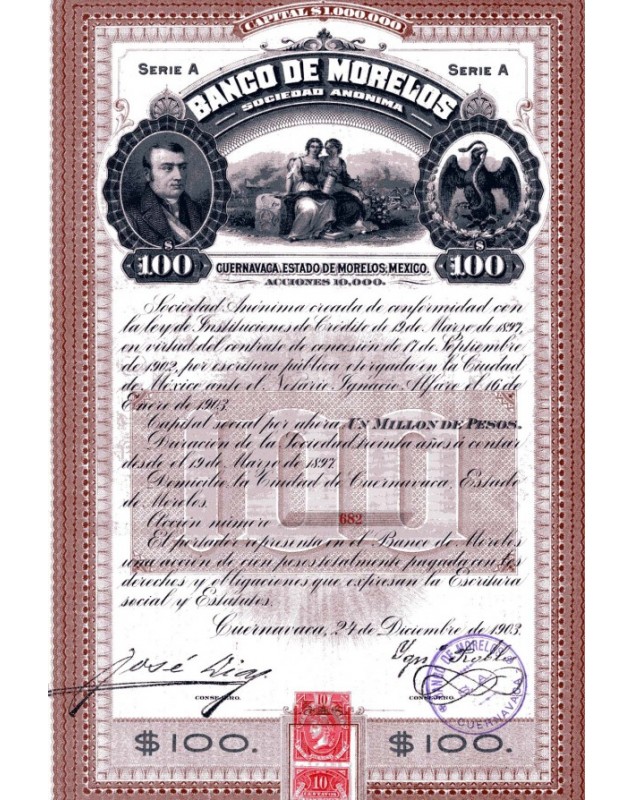 CAPITAL $1.000.000
SERIE A
SERIE A
BANCO DE MORELOS
SOCIEDAD ANONIMA
$
100
$
100
CUERNAVACA, ESTADO DE MORELOS, MEXICO.
ACCIONES 10,000.
Sociedad Anónima creada de conformidad con
la ley de Instituciones de Crédito de 19 de Marzo de 1897,
en virtud del contrato de concesión de 17 de Septiembre
de 1902, por escritura pública otorgada en la Ciudad
de México ante el Notario Ignacio Alfaro el 16 de
Enero de 1903.
Capital social por ahora UN MILLON DE PESOS.
Duración de la Sociedad, treinta años á contar
desde el 19 de Marzo de 1897.
Domicilio, la Ciudad de Cuernavaca, Estado
de Morelos.
Acción número 682
El portador representa en el Banco de Morelos
una acción de cien pesos totalmente pagada con los
derechos y obligaciones que expresan la Escritura
social y Estatutos.
Cuernavaca, 24 de Diciembre de 1903.
José
CONSEJERO.
CONSEJERO.
BANCO DE MORELOS
S. A.
CUERNAVACA
$100.
$100.
10
10
CENTAVOS